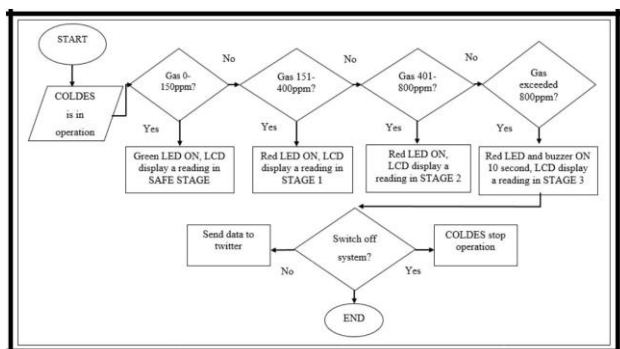 START
COLDES
is in
operation
Gas 0-
150ppm?
No
Gas 151-
400ppm?
No
Gas 401-
800ppm?
No
Gas
exceeded
800ppm?
Yes
Yes
Yes
Yes
Green LED ON, LCD
display a reading in
SAFE STAGE
Red LED ON, LCD
display a reading in
STAGE 1
Red LED ON,
LCD display a
reading in STAGE 2
Red LED and buzzer ON
10 second, LCD display
a reading in STAGE 3
Send data to
twitter
No
Switch off
system?
Yes
COLDES stop
operation
END